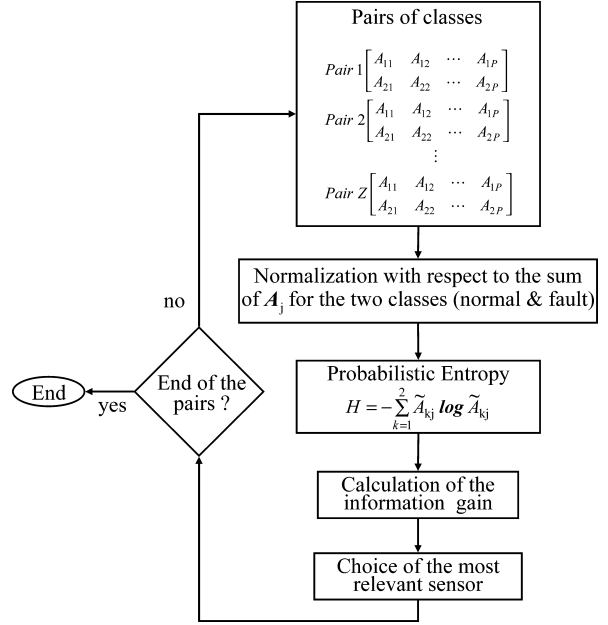 Pairs of classes
Pair 1 [A11 A12 ⋯ A1P
A21 A22 ⋯ A2P]
Pair 2 [A11 A12 ⋯ A1P
A21 A22 ⋯ A2P]
⋮
Pair Z [A11 A12 ⋯ A1P
A21 A22 ⋯ A2P]
Normalization with respect to the sum
of Aj for the two classes (normal & fault)
no
Probabilistic Entropy
H = −∑_{k=1}^{2} Ãkj log Ãkj
End of the
pairs ?
End
yes
Calculation of the
information gain
Choice of the most
relevant sensor